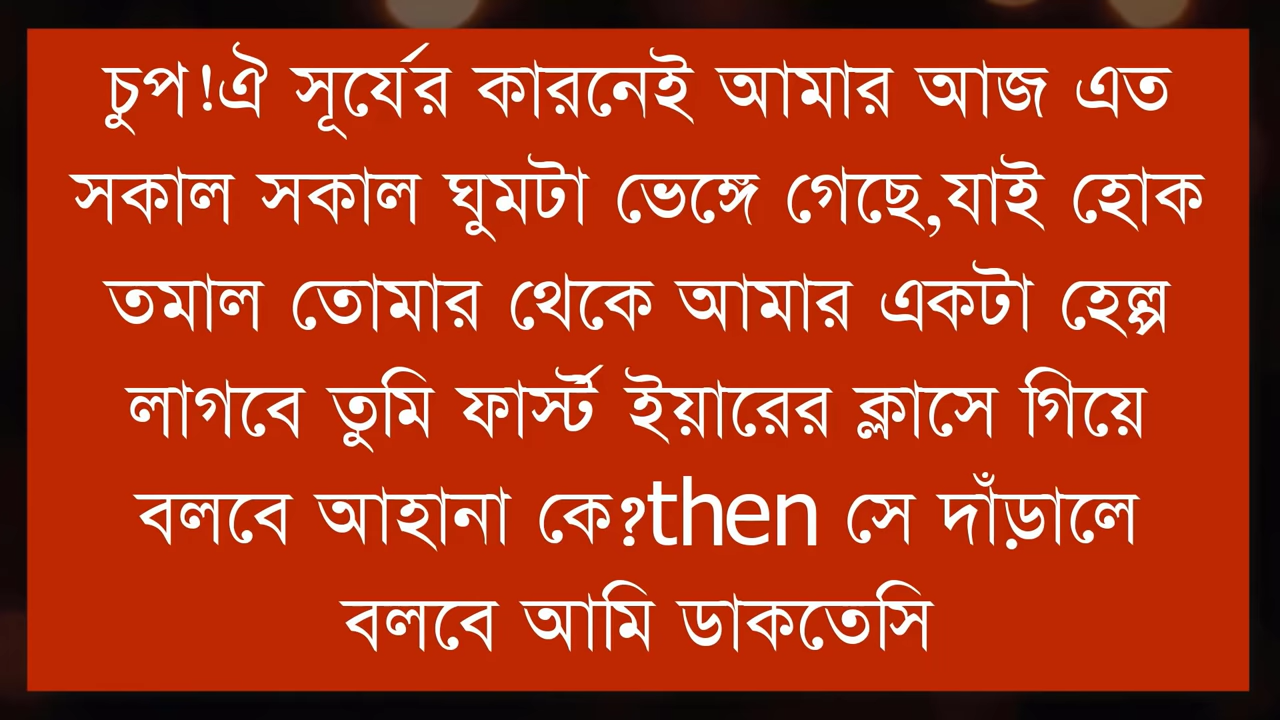 চুপ!ঐ সূর্যের কারনেই আমার আজ এত
সকাল সকাল ঘুমটা ভেঙ্গে গেছে,যাই হোক
তমাল তোমার থেকে আমার একটা হেল্প
লাগবে তুমি ফার্স্ট ইয়ারের ক্লাসে গিয়ে
বলবে আহানা কে?then সে দাঁড়ালে
বলবে আমি ডাকতেসি